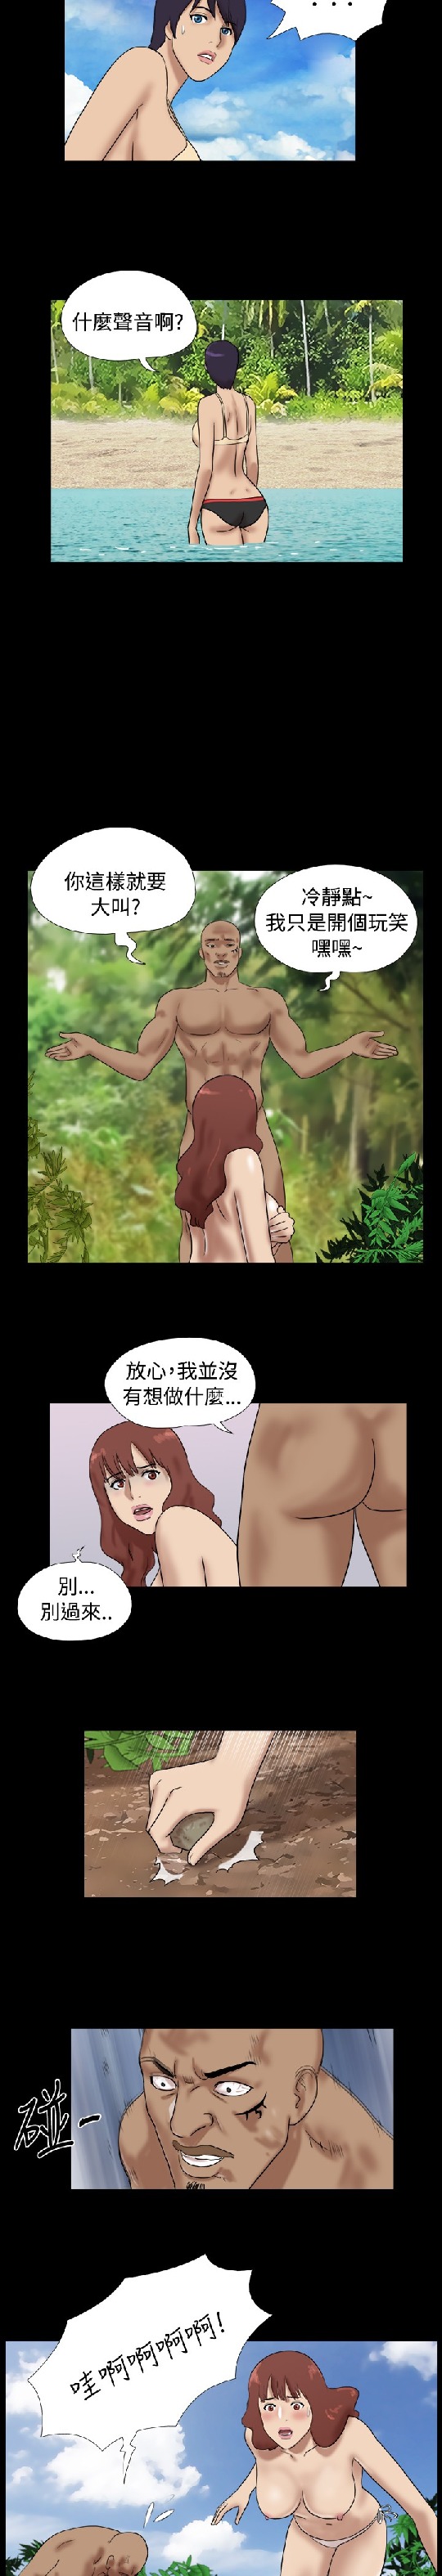 ...
什麼聲音啊?
你這樣就要
大叫?
冷靜點~
我只是開個玩笑
嘿嘿~
放心,我並沒
有想做什麼...
別...
別過來..
碰-
哇啊啊啊啊!